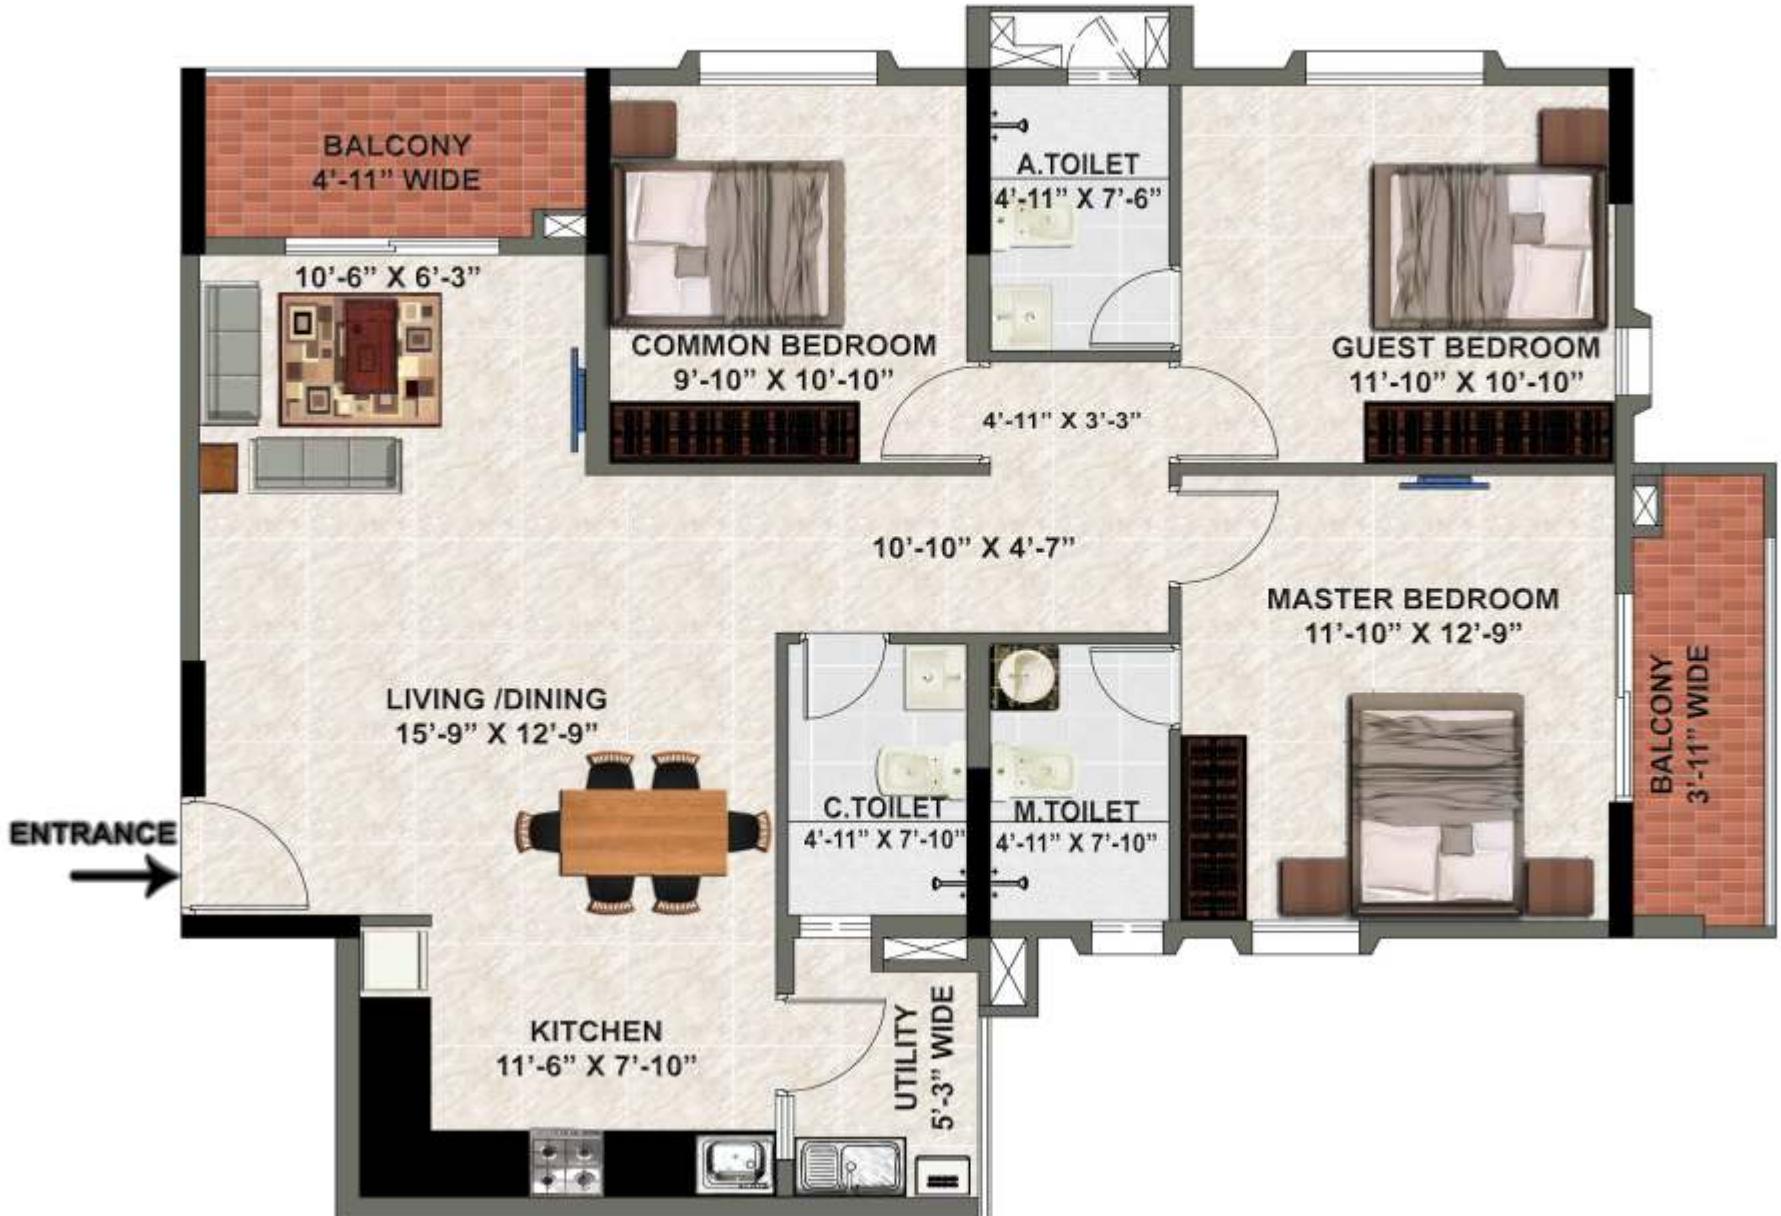 BALCONY
4'-11" WIDE
10'-6" X 6'-3"
COMMON BEDROOM
9'-10" X 10'-10"
A.TOILET
4'-11" X 7'-6"
GUEST BEDROOM
11'-10" X 10'-10"
4'-11" X 3'-3"
10'-10" X 4'-7"
MASTER BEDROOM
11'-10" X 12'-9"
BALCONY
3'-11" WIDE
LIVING /DINING
15'-9" X 12'-9"
C.TOILET
4'-11" X 7'-10"
M.TOILET
4'-11" X 7'-10"
ENTRANCE
KITCHEN
11'-6" X 7'-10"
UTILITY
5'-3" WIDE